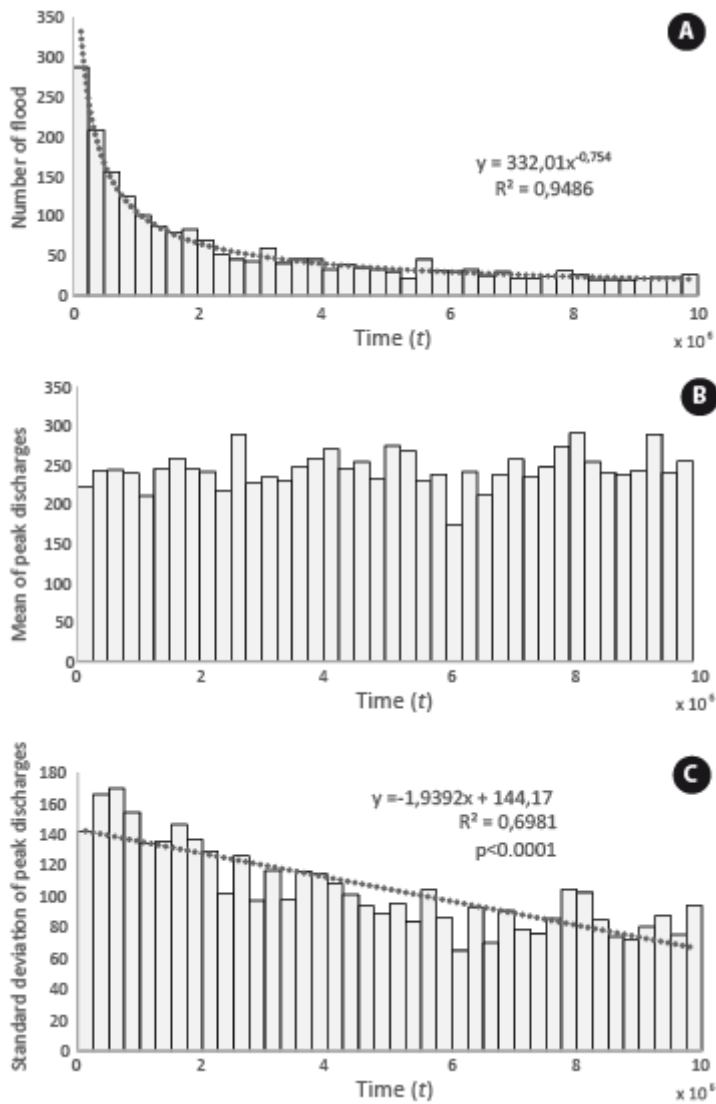 A
Number of flood
350
300
250
200
150
100
50
0
y = 332,01x^-0,754
R² = 0,9486
0 2 4 6 8 10
Time (t)
x 10⁶
B
Mean of peak discharges
350
300
250
200
150
100
50
0
0 2 4 6 8 10
Time (t)
x 10⁶
C
Standard deviation of peak discharges
180
160
140
120
100
80
60
40
20
0
y =-1,9392x + 144,17
R² = 0,6981
p<0.0001
0 2 4 6 8 10
Time (t)
x 10⁶